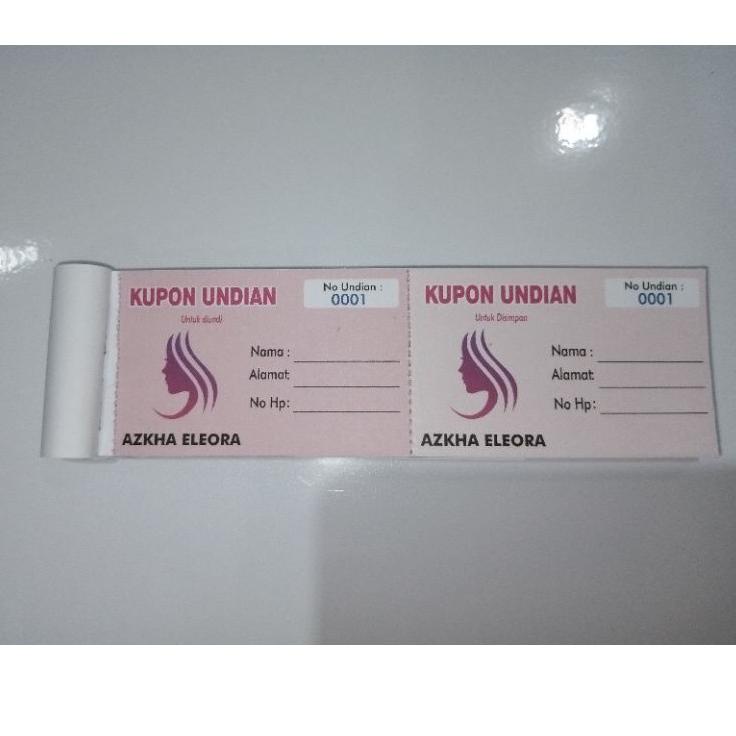 KUPON UNDIAN
No Undian :
0001
Untuk diundi
Nama :
Alamat
No Hp:
AZKHA ELEORA
KUPON UNDIAN
No Undian :
0001
Untuk Disimpan
Nama :
Alamat
No Hp:
AZKHA ELEORA